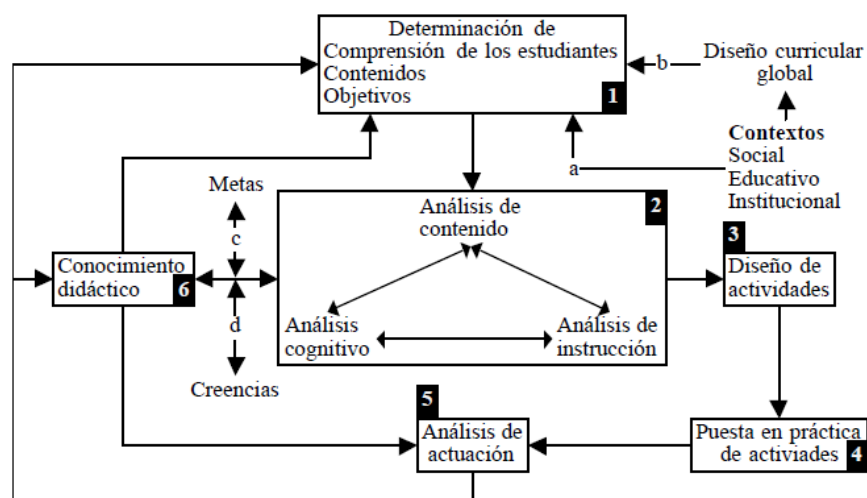 Determinación de
Comprensión de los estudiantes
Contenidos
Objetivos
1
b
Diseño curricular
global
Contextos
Social
Educativo
Institucional
a
Metas
c
d
Creencias
Análisis de
contenido
2
Análisis
cognitivo
Análisis de
instrucción
3
Diseño de
actividades
Conocimiento
didáctico
6
5
Análisis de
actuación
Puesta en práctica
de activiades
4